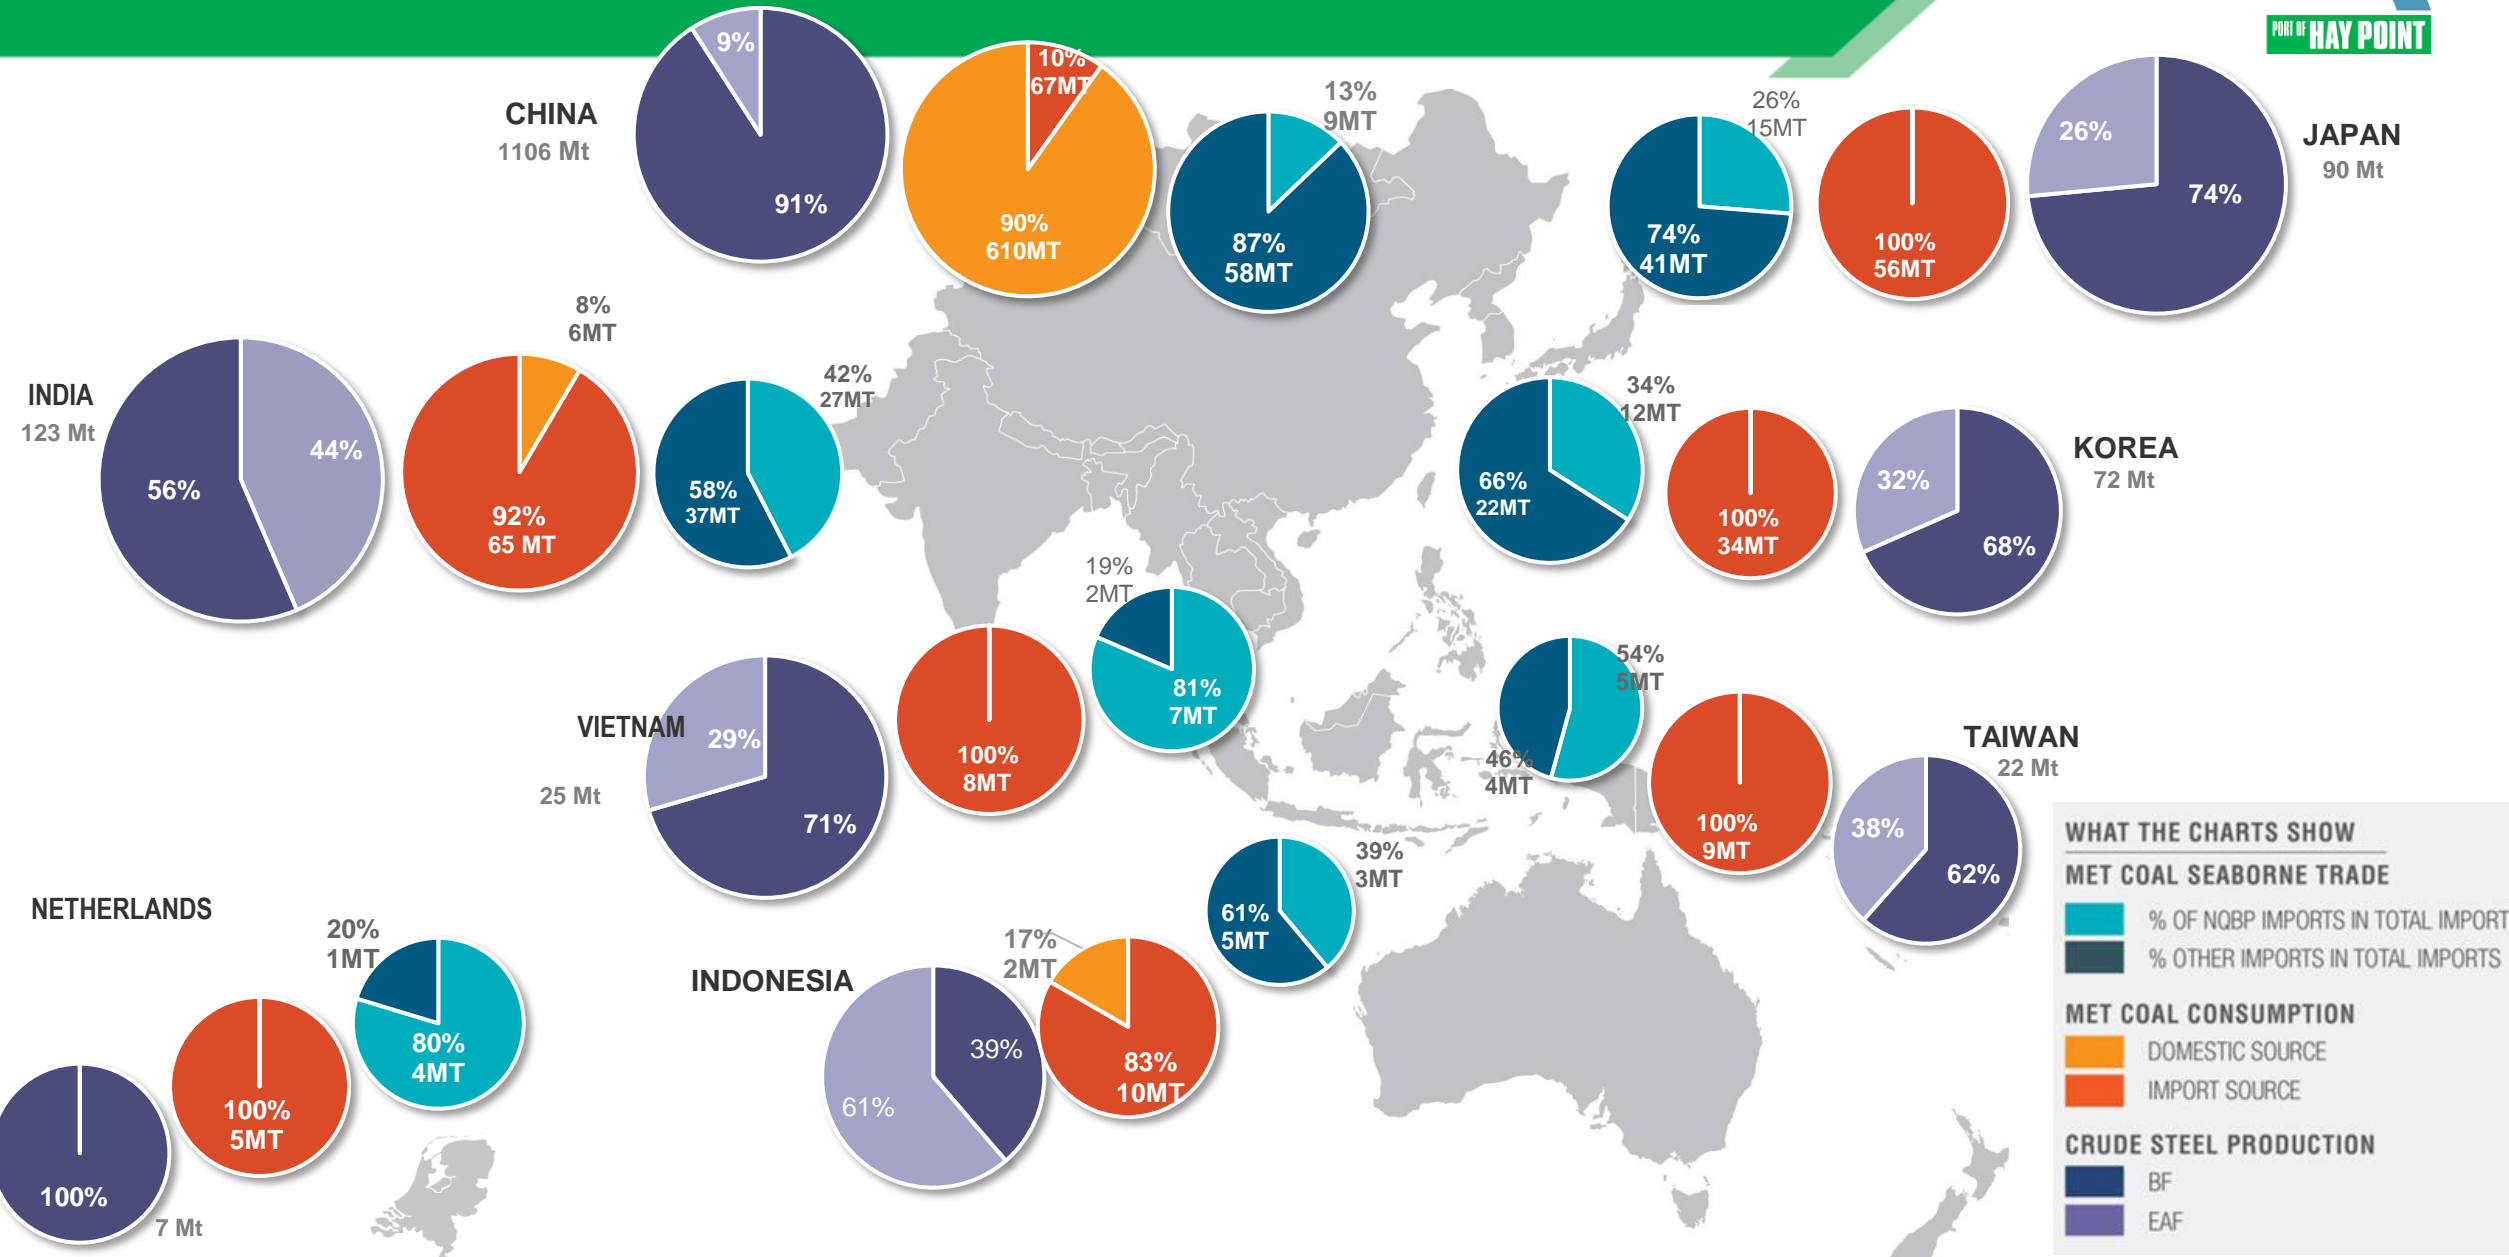 PORT OF HAY POINT
CHINA
1106 Mt
9%
91%
10%
67MT
90%
610MT
13%
9MT
87%
58MT
26%
15MT
74%
41MT
100%
56MT
26%
74%
JAPAN
90 Mt
INDIA
123 Mt
56%
44%
8%
6MT
92%
65 MT
42%
27MT
58%
37MT
34%
12MT
66%
22MT
100%
34MT
32%
68%
KOREA
72 Mt
VIETNAM
25 Mt
29%
71%
100%
8MT
19%
2MT
81%
7MT
54%
5MT
46%
4MT
100%
9MT
TAIWAN
22 Mt
38%
62%
NETHERLANDS
100%
7 Mt
100%
5MT
20%
1MT
80%
4MT
INDONESIA
61%
39%
17%
2MT
83%
10MT
39%
3MT
61%
5MT
WHAT THE CHARTS SHOW
MET COAL SEABORNE TRADE
% OF NQBP IMPORTS IN TOTAL IMPORT
% OTHER IMPORTS IN TOTAL IMPORTS
MET COAL CONSUMPTION
DOMESTIC SOURCE
IMPORT SOURCE
CRUDE STEEL PRODUCTION
BF
EAF